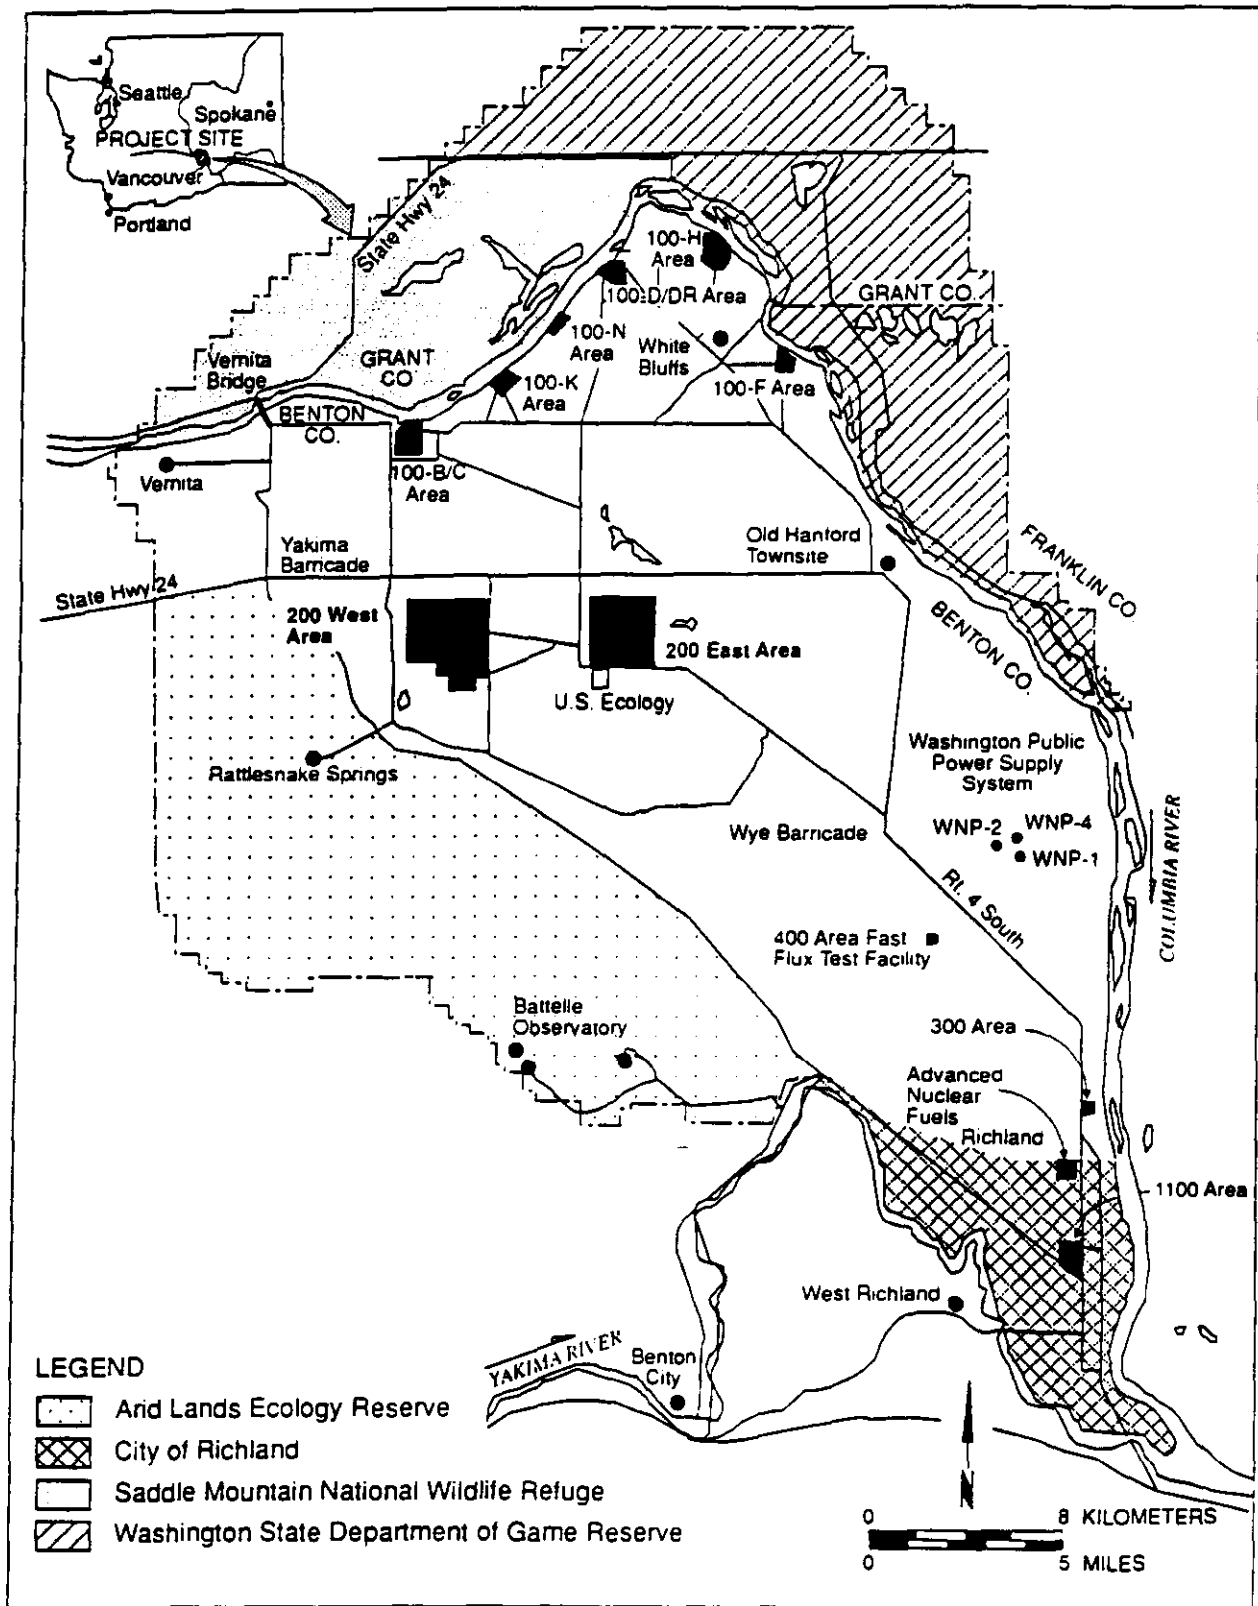 Seattle
Spokane
PROJECT SITE
Vancouver
Portland
State Hwy 24
100-H
Area
100-D/DR Area
GRANT CO.
100-N
Area
White
Bluffs
Vernita
Bridge
GRANT
CO
100-K
Area
100-F Area
BENTON
CO.
Vernita
100-B/C
Area
Yakima
Barricade
Old Hanford
Townsite
FRANKLIN CO.
State Hwy 24
BENTON CO.
200 West
Area
200 East Area
U.S. Ecology
Rattlesnake Springs
Washington Public
Power Supply
System
WNP-2
WNP-4
WNP-1
Wye Barricade
COLUMBIA RIVER
Rt. 4 South
400 Area Fast
Flux Test Facility
Battelle
Observatory
300 Area
Advanced
Nuclear
Fuels
Richland
1100 Area
West Richland
YAKIMA RIVER
Benton
City
LEGEND
Arid Lands Ecology Reserve
City of Richland
Saddle Mountain National Wildlife Refuge
Washington State Department of Game Reserve
N
0 8 KILOMETERS
0 5 MILES